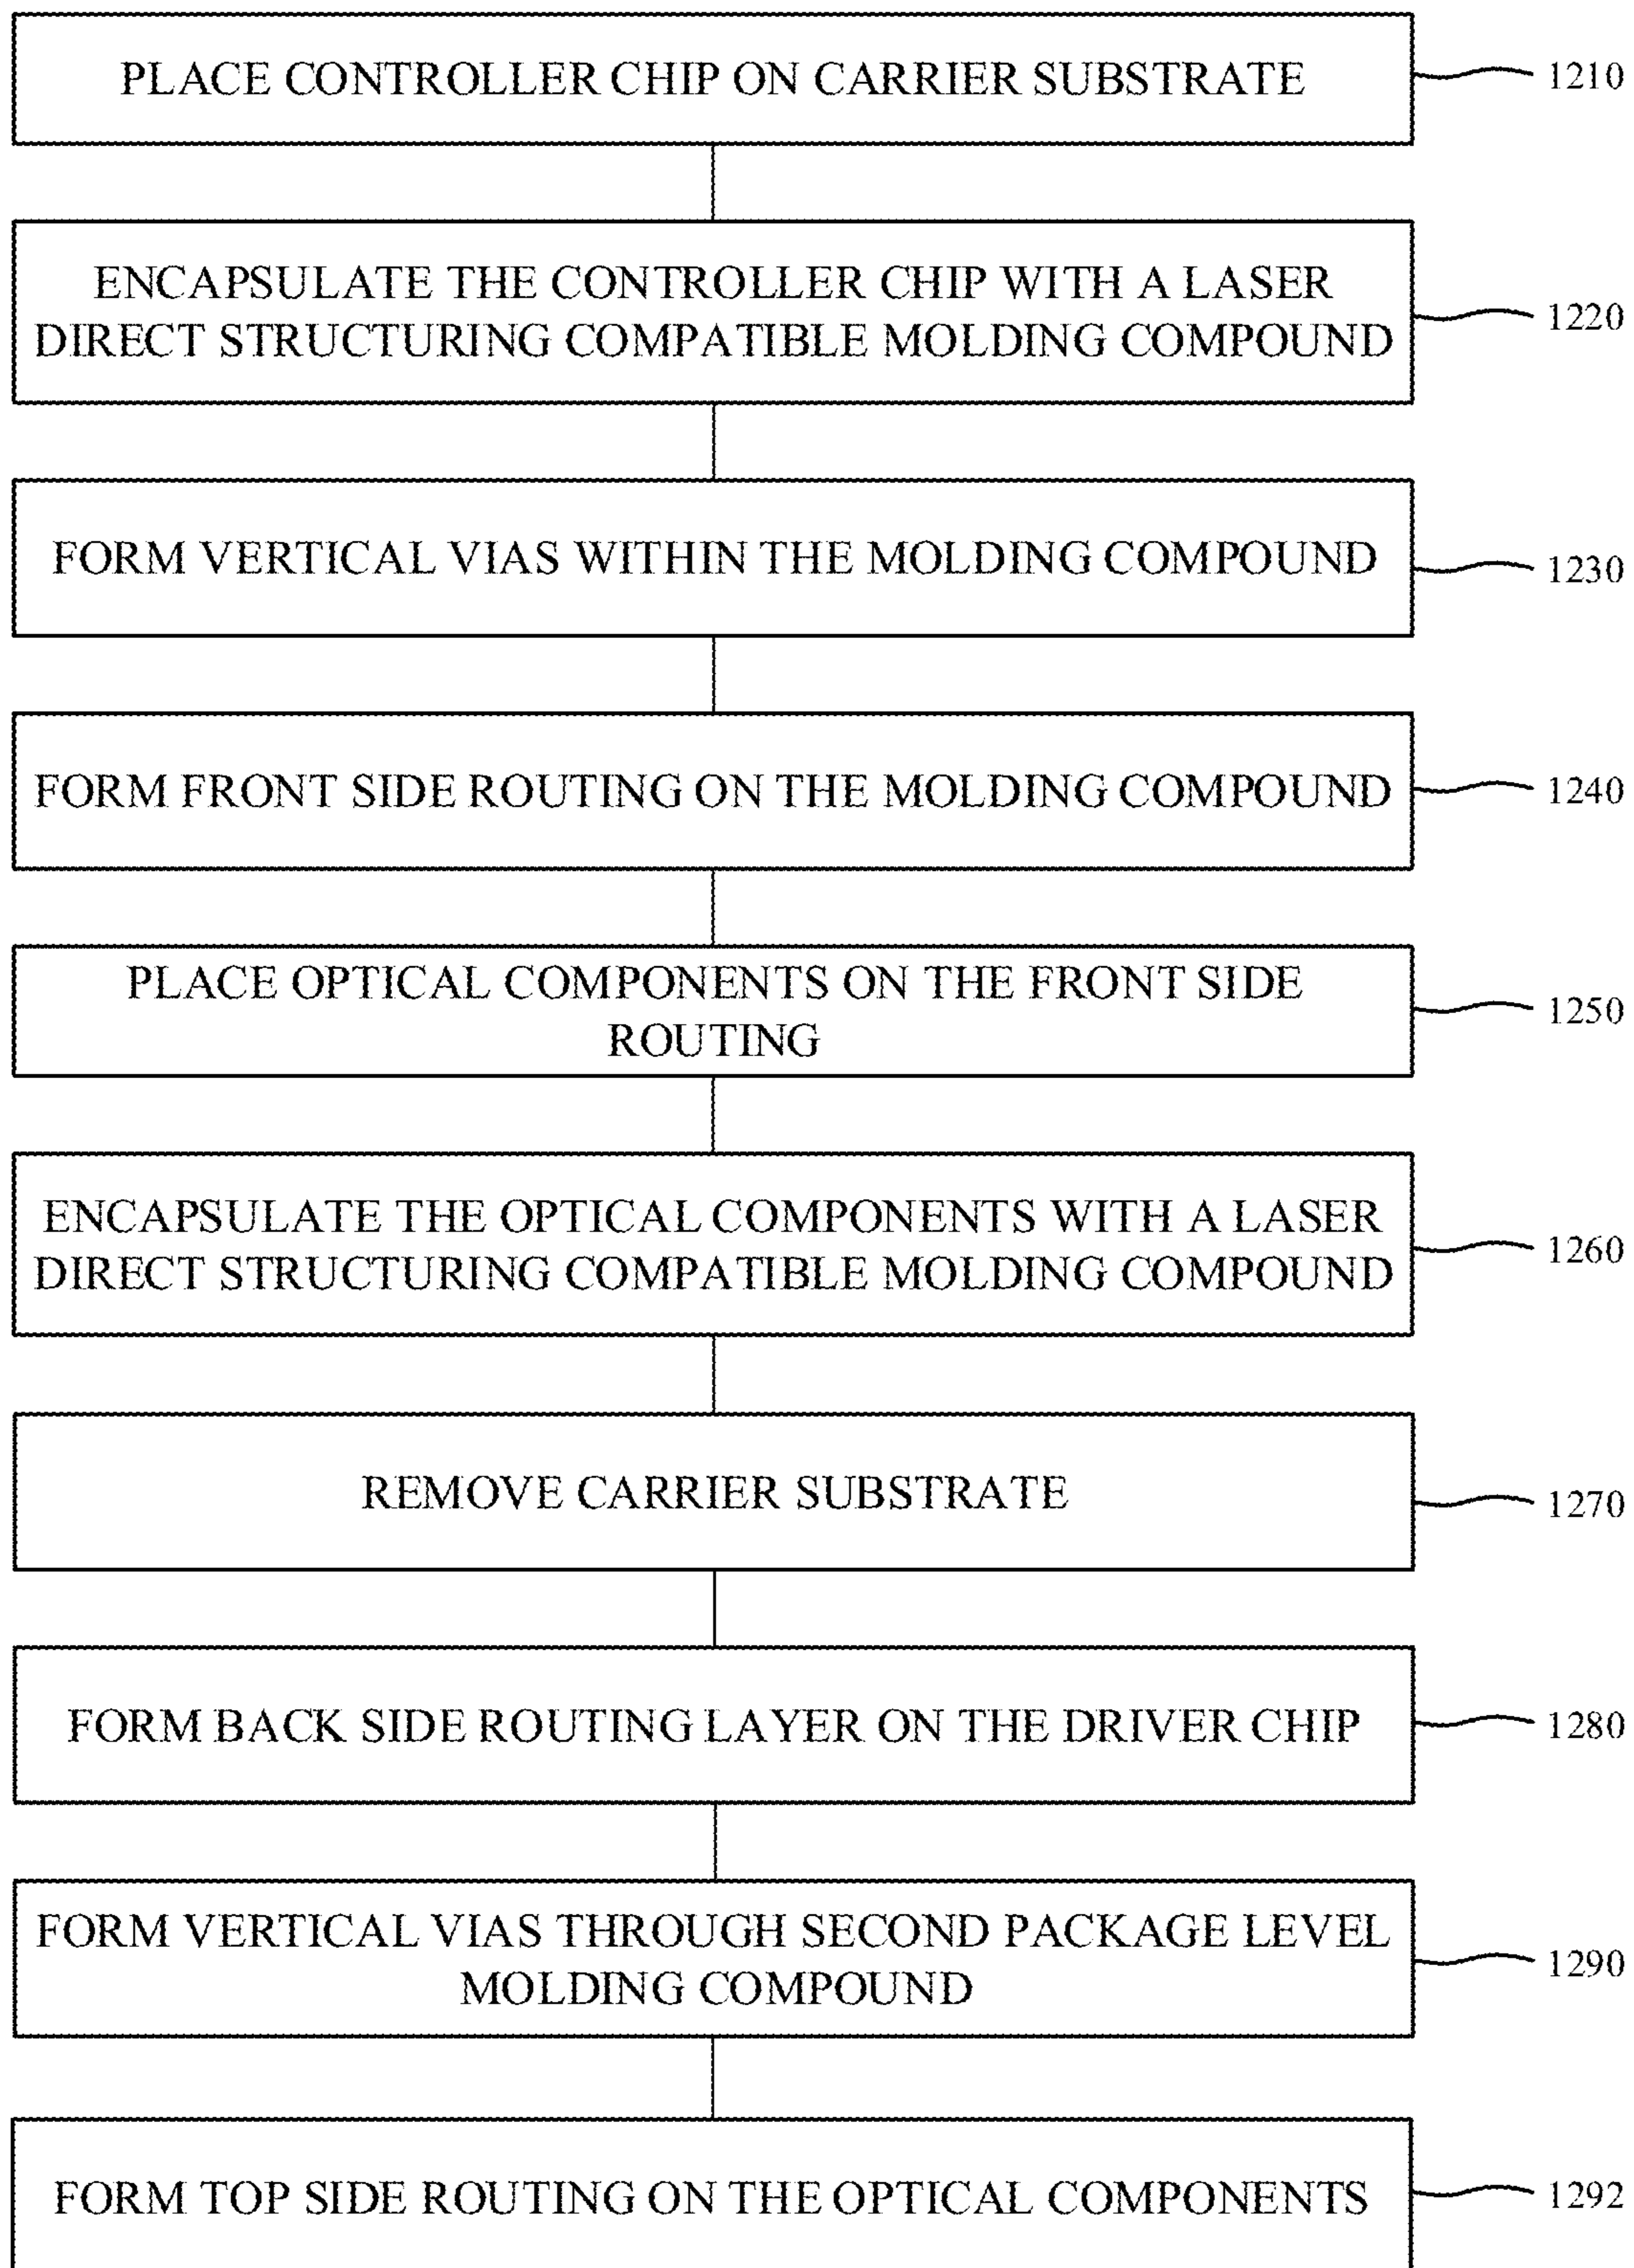 PLACE CONTROLLER CHIP ON CARRIER SUBSTRATE
1210
ENCAPSULATE THE CONTROLLER CHIP WITH A LASER
DIRECT STRUCTURING COMPATIBLE MOLDING COMPOUND
1220
FORM VERTICAL VIAS WITHIN THE MOLDING COMPOUND
1230
FORM FRONT SIDE ROUTING ON THE MOLDING COMPOUND
1240
PLACE OPTICAL COMPONENTS ON THE FRONT SIDE
ROUTING
1250
ENCAPSULATE THE OPTICAL COMPONENTS WITH A LASER
DIRECT STRUCTURING COMPATIBLE MOLDING COMPOUND
1260
REMOVE CARRIER SUBSTRATE
1270
FORM BACK SIDE ROUTING LAYER ON THE DRIVER CHIP
1280
FORM VERTICAL VIAS THROUGH SECOND PACKAGE LEVEL
MOLDING COMPOUND
1290
FORM TOP SIDE ROUTING ON THE OPTICAL COMPONENTS
1292